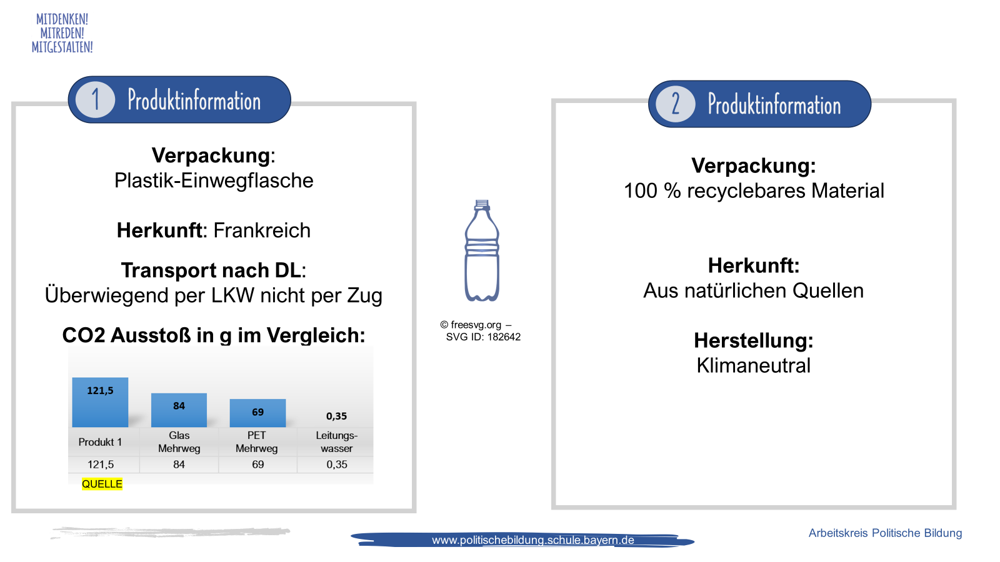 MITDENKEN!
MITREDEN!
MITGESTALTEN!
1 Produktinformation
Verpackung:
Plastik-Einwegflasche
Herkunft: Frankreich
Transport nach DL:
Überwiegend per LKW nicht per Zug
CO2 Ausstoß in g im Vergleich:
121,5 84 69 0,35
Produkt 1 Glas Mehrweg PET Mehrweg Leitungs-wasser
121,5 84 69 0,35
QUELLE
© freesvg.org –
SVG ID: 182642
2 Produktinformation
Verpackung:
100 % recyclebares Material
Herkunft:
Aus natürlichen Quellen
Herstellung:
Klimaneutral
www.politischebildung.schule.bayern.de
Arbeitskreis Politische Bildung